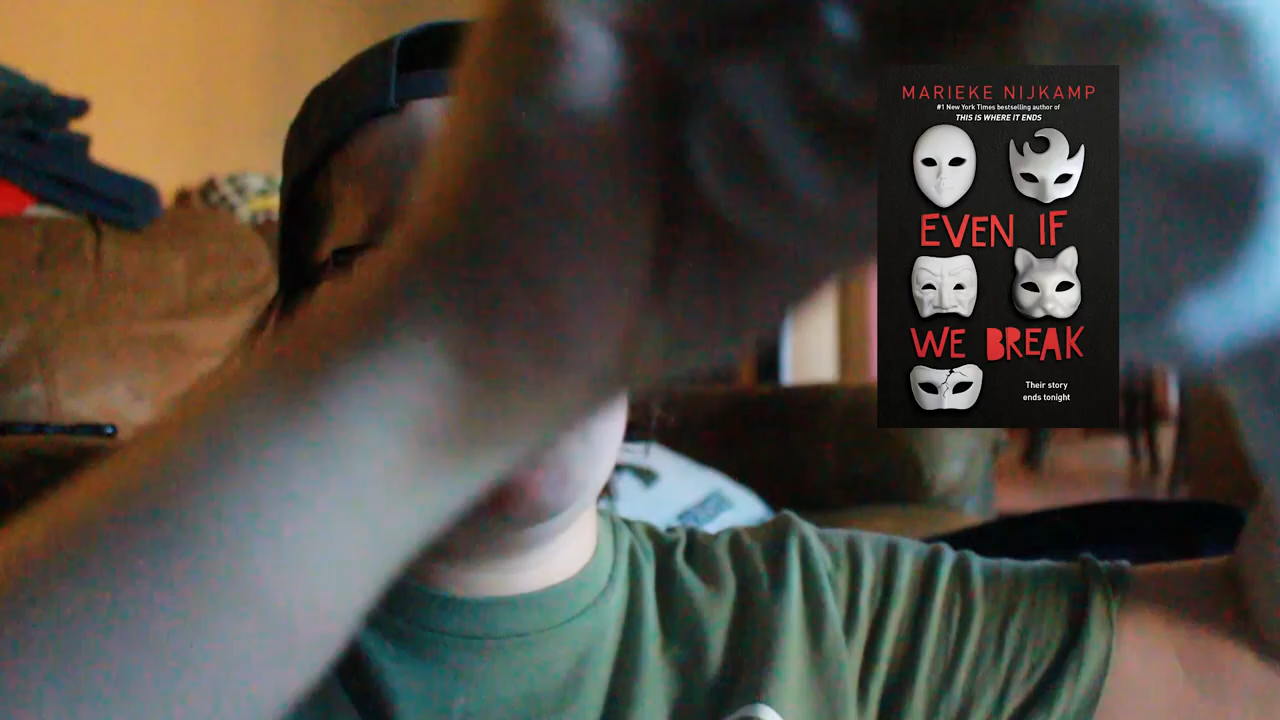 MARIEKE NIJKAMP
#1 New York Times bestselling author of
THIS IS WHERE IT ENDS
EVEN IF
WE BREAK
Their story
ends tonight